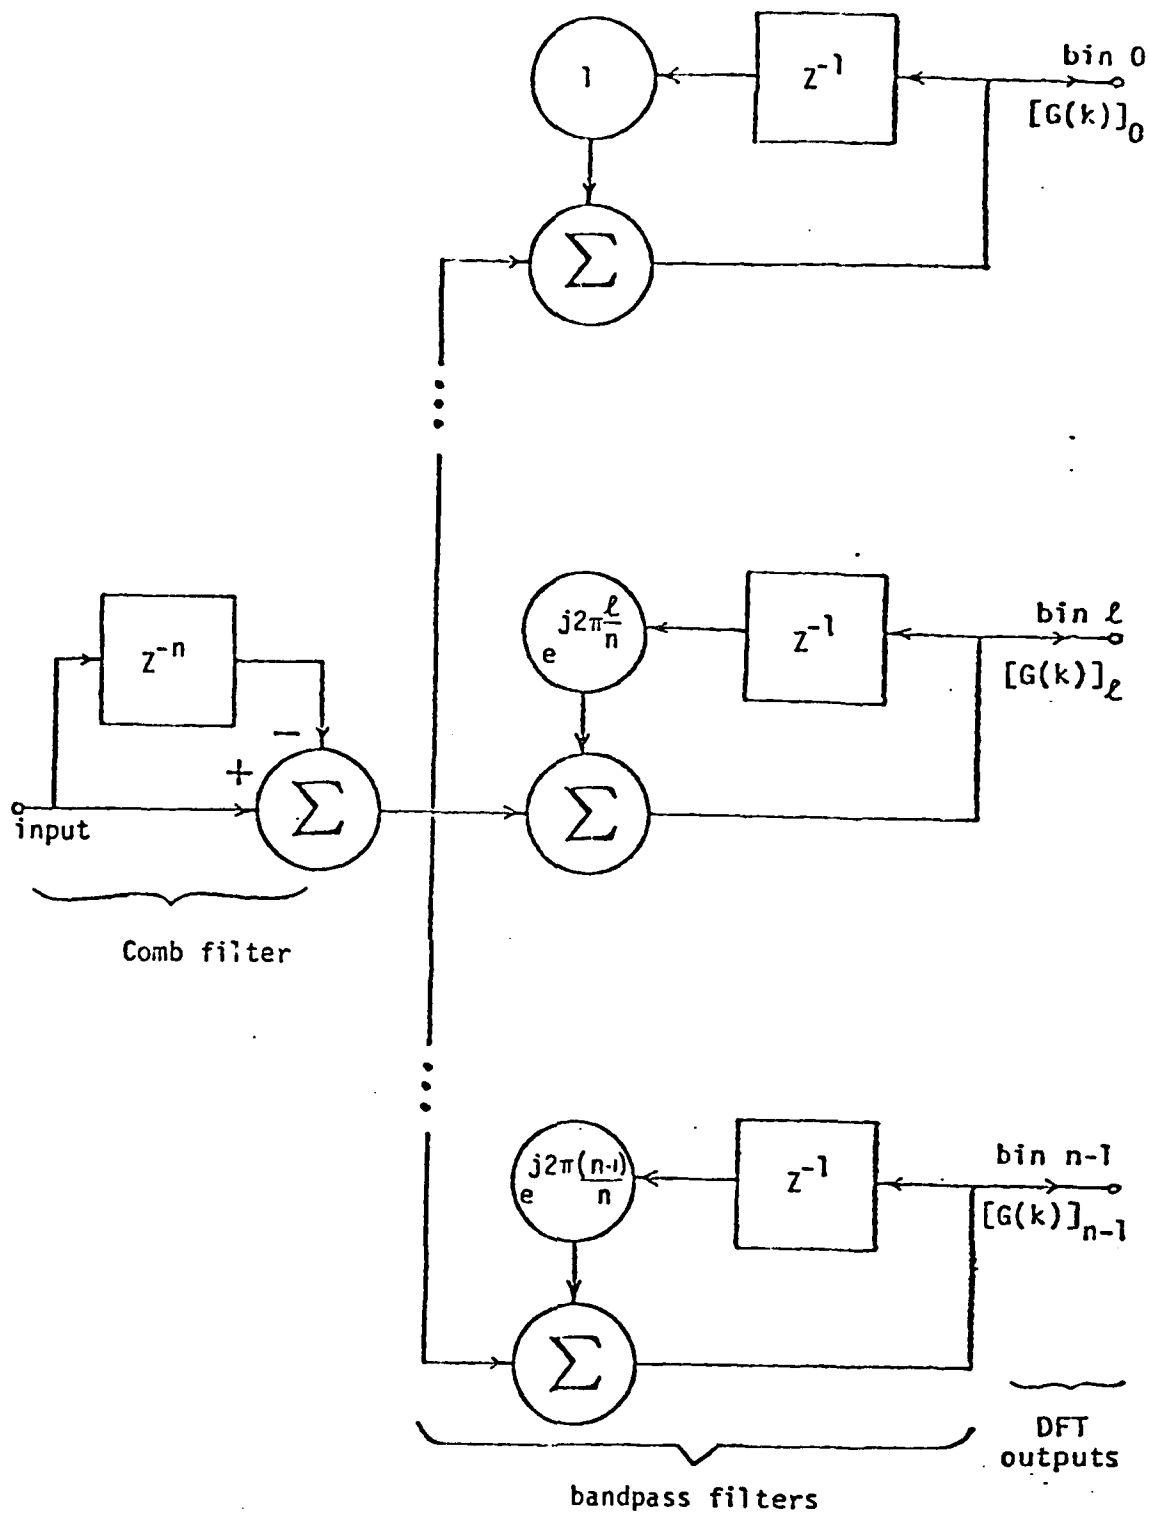 1
z^-1
bin 0
[G(k)]_0
Σ
e^{j2π ℓ/n}
z^-1
bin ℓ
[G(k)]_ℓ
z^-n
−
+
Σ
Σ
input
Comb filter
e^{j2π (n-1)/n}
z^-1
bin n-1
[G(k)]_{n-1}
Σ
DFT
outputs
bandpass filters